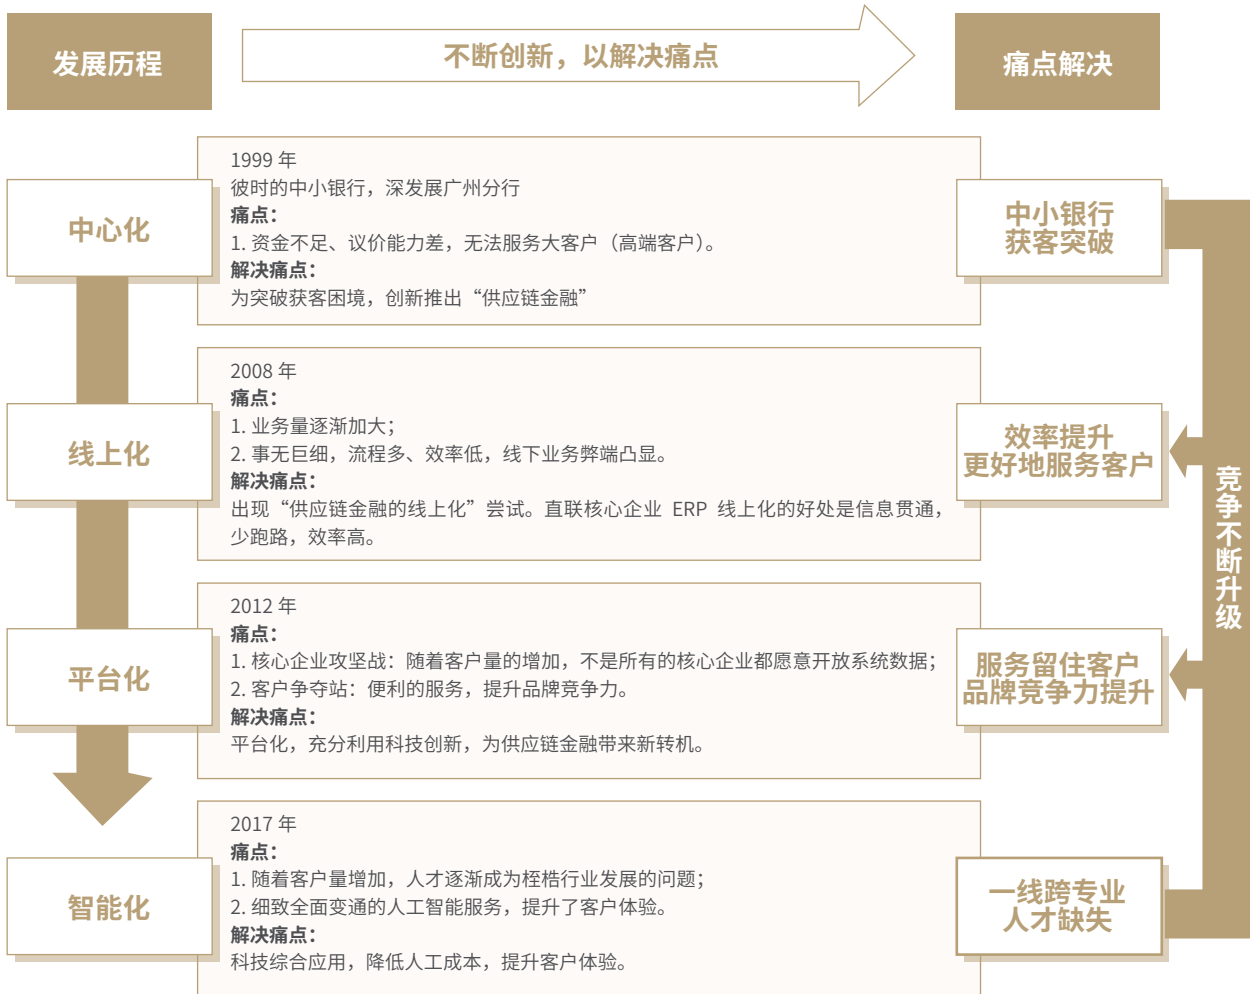 发展历程
不断创新，以解决痛点
痛点解决
中心化
1999 年
彼时的中小银行，深发展广州分行
痛点：
1. 资金不足、议价能力差，无法服务大客户（高端客户）。
解决痛点：
为突破获客困境，创新推出“供应链金融”
中小银行
获客突破
线上化
2008 年
痛点：
1. 业务量逐渐加大；
2. 事无巨细，流程多、效率低，线下业务弊端凸显。
解决痛点：
出现“供应链金融的线上化”尝试。直联核心企业 ERP 线上化的好处是信息贯通，
少跑路，效率高。
效率提升
更好地服务客户
竞争不断升级
平台化
2012 年
痛点：
1. 核心企业攻坚战：随着客户量的增加，不是所有的核心企业都愿意开放系统数据；
2. 客户争夺站：便利的服务，提升品牌竞争力。
解决痛点：
平台化，充分利用科技创新，为供应链金融带来新转机。
服务留住客户
品牌竞争力提升
智能化
2017 年
痛点：
1. 随着客户量增加，人才逐渐成为桎梏行业发展的问题；
2. 细致全面变通的人工智能服务，提升了客户体验。
解决痛点：
科技综合应用，降低人工成本，提升客户体验。
一线跨专业
人才缺失